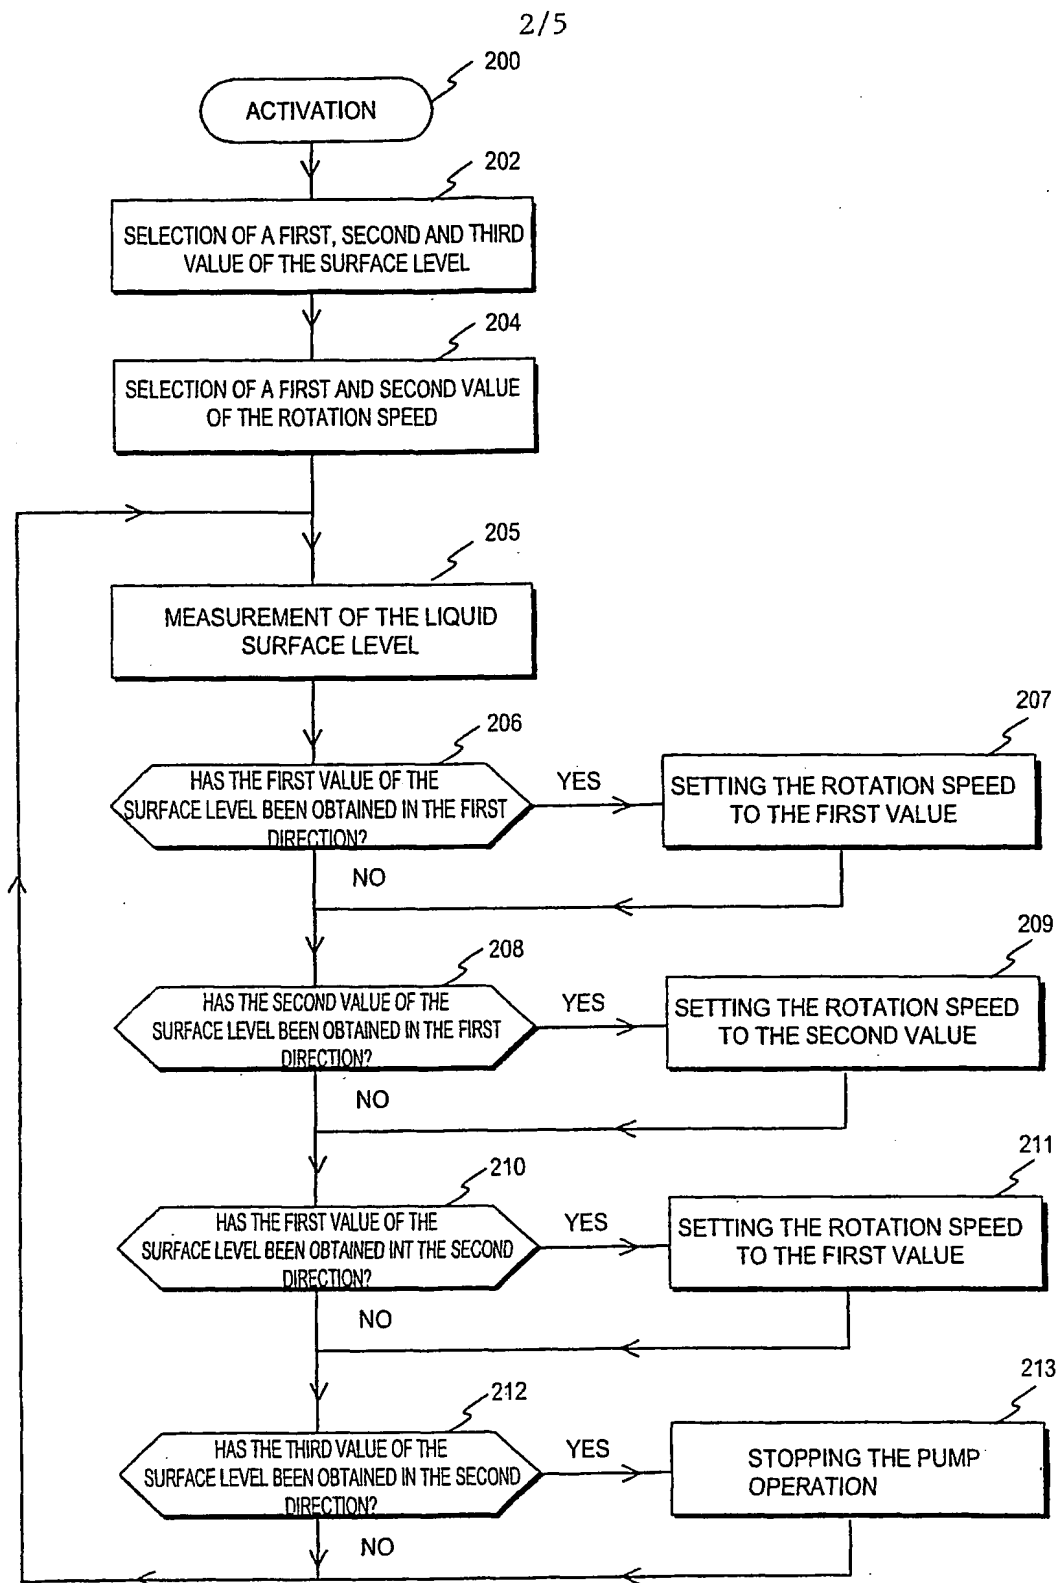 2/5
200
ACTIVATION
202
SELECTION OF A FIRST, SECOND AND THIRD
VALUE OF THE SURFACE LEVEL
204
SELECTION OF A FIRST AND SECOND VALUE
OF THE ROTATION SPEED
205
MEASUREMENT OF THE LIQUID
SURFACE LEVEL
206
HAS THE FIRST VALUE OF THE
SURFACE LEVEL BEEN OBTAINED IN THE FIRST
DIRECTION?
YES
207
SETTING THE ROTATION SPEED
TO THE FIRST VALUE
NO
208
HAS THE SECOND VALUE OF THE
SURFACE LEVEL BEEN OBTAINED IN THE FIRST
DIRECTION?
YES
209
SETTING THE ROTATION SPEED
TO THE SECOND VALUE
NO
210
HAS THE FIRST VALUE OF THE
SURFACE LEVEL BEEN OBTAINED INT THE SECOND
DIRECTION?
YES
211
SETTING THE ROTATION SPEED
TO THE FIRST VALUE
NO
212
HAS THE THIRD VALUE OF THE
SURFACE LEVEL BEEN OBTAINED IN THE SECOND
DIRECTION?
YES
213
STOPPING THE PUMP
OPERATION
NO